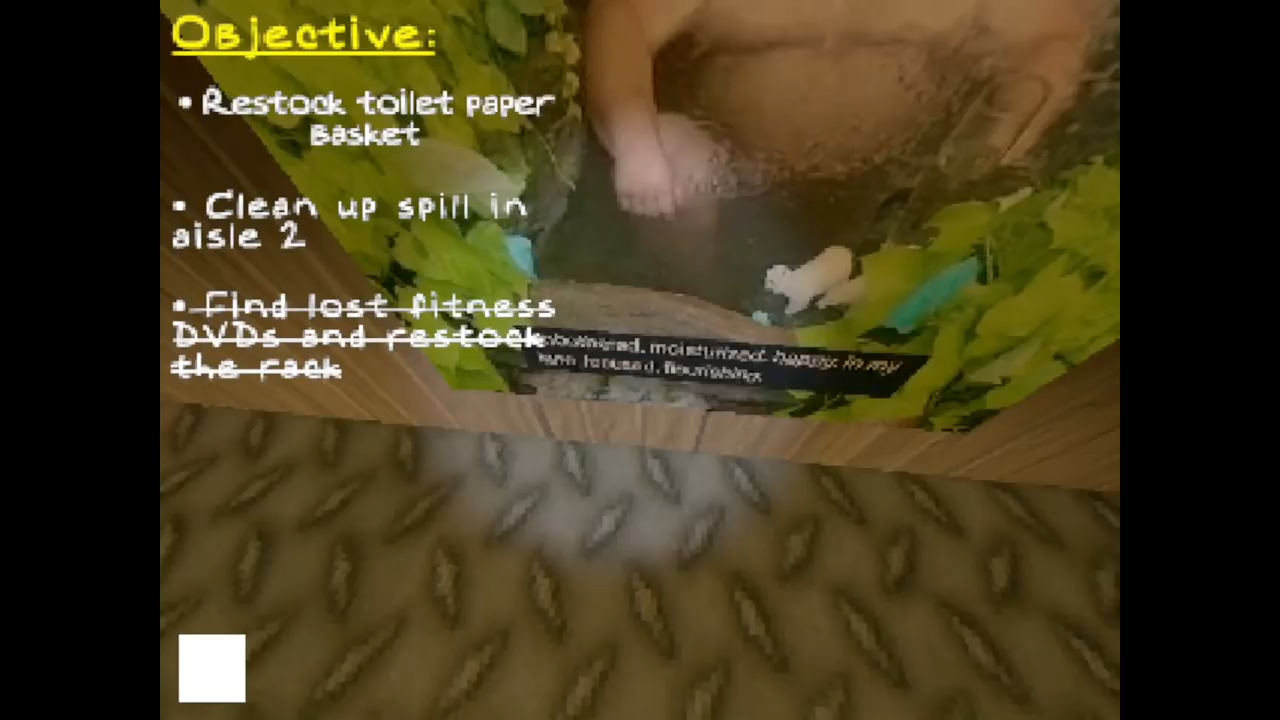 Objective:
• Restock toilet paper
Basket
• Clean up spill in
aisle 2
• Find lost fitness
DVDs and restock
the rack
moisturized. happy. in my
focused. flourishing.